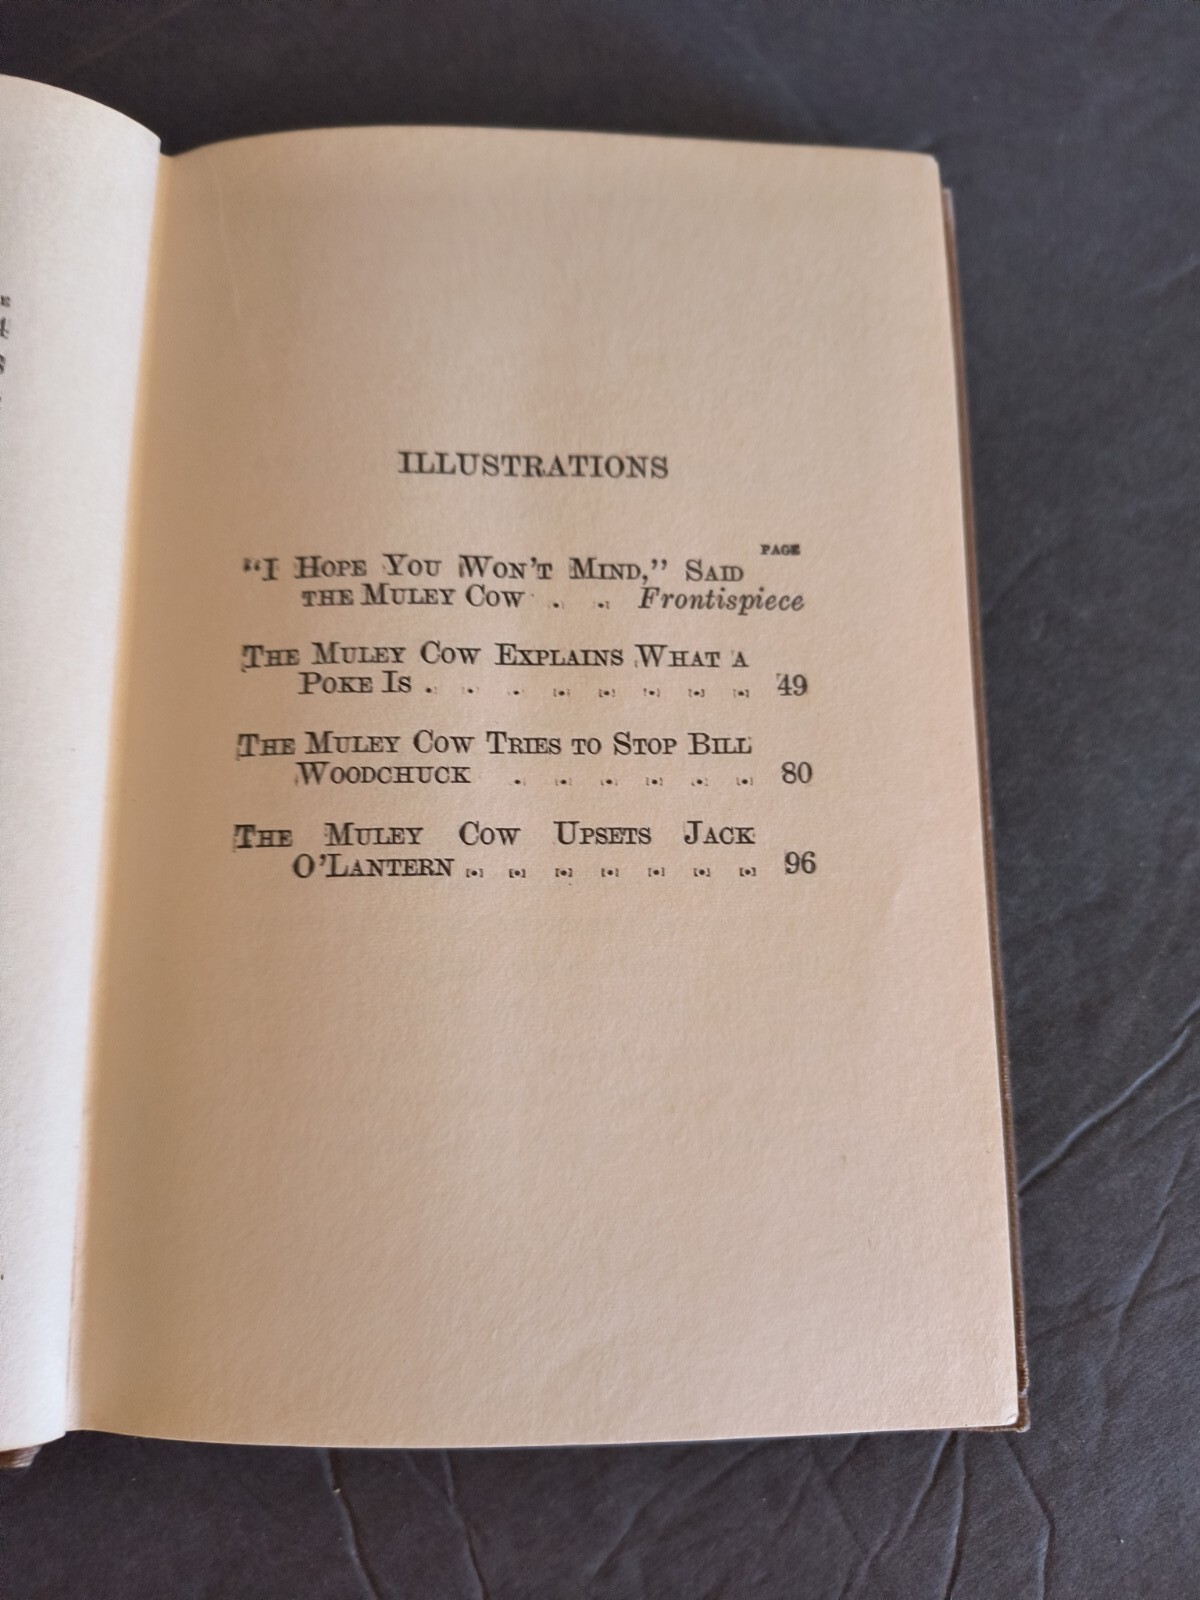 ILLUSTRATIONS
PAGE
"I Hope You Won't Mind," Said
the Muley Cow . . Frontispiece
The Muley Cow Explains What a
Poke Is . . . . . . . . 49
The Muley Cow Tries to Stop Bill
Woodchuck . . . . . . 80
The Muley Cow Upsets Jack
O'Lantern . . . . . . . 96